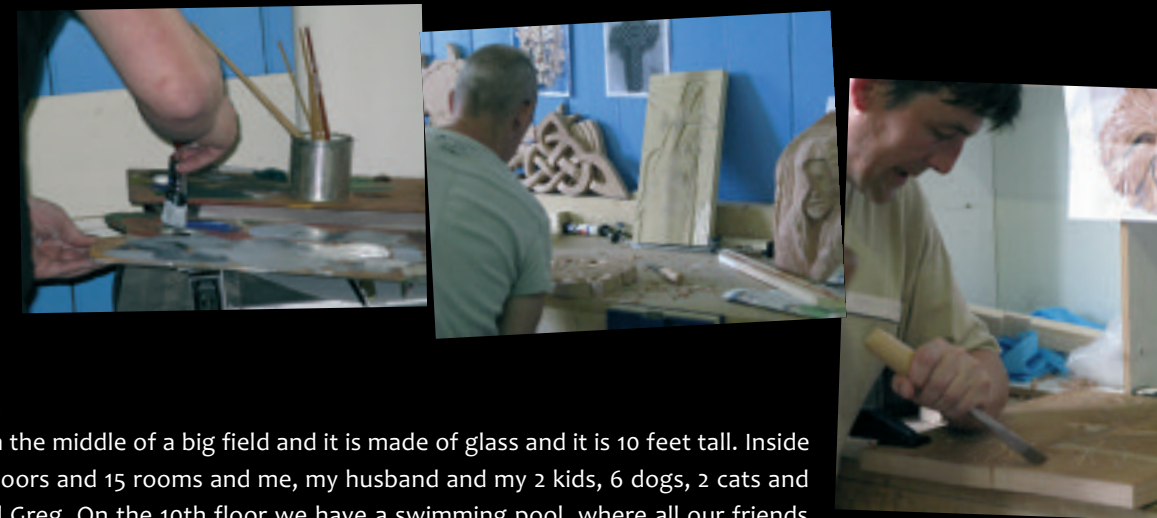 the middle of a big field and it is made of glass and it is 10 feet tall. Inside
oors and 15 rooms and me, my husband and my 2 kids, 6 dogs, 2 cats and
Greg. On the 19th floor we have a swimming pool, where all our friends